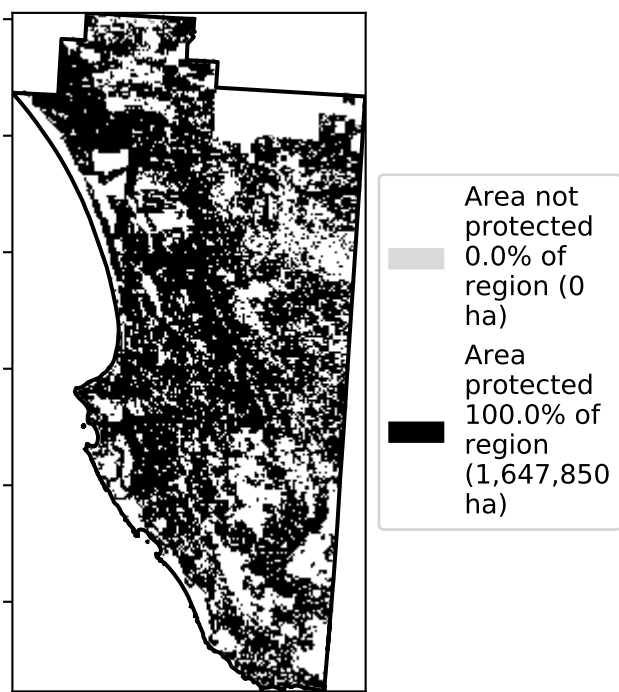 Area not
protected
0.0% of
region (0
ha)
Area
protected
100.0% of
region
(1,647,850
ha)